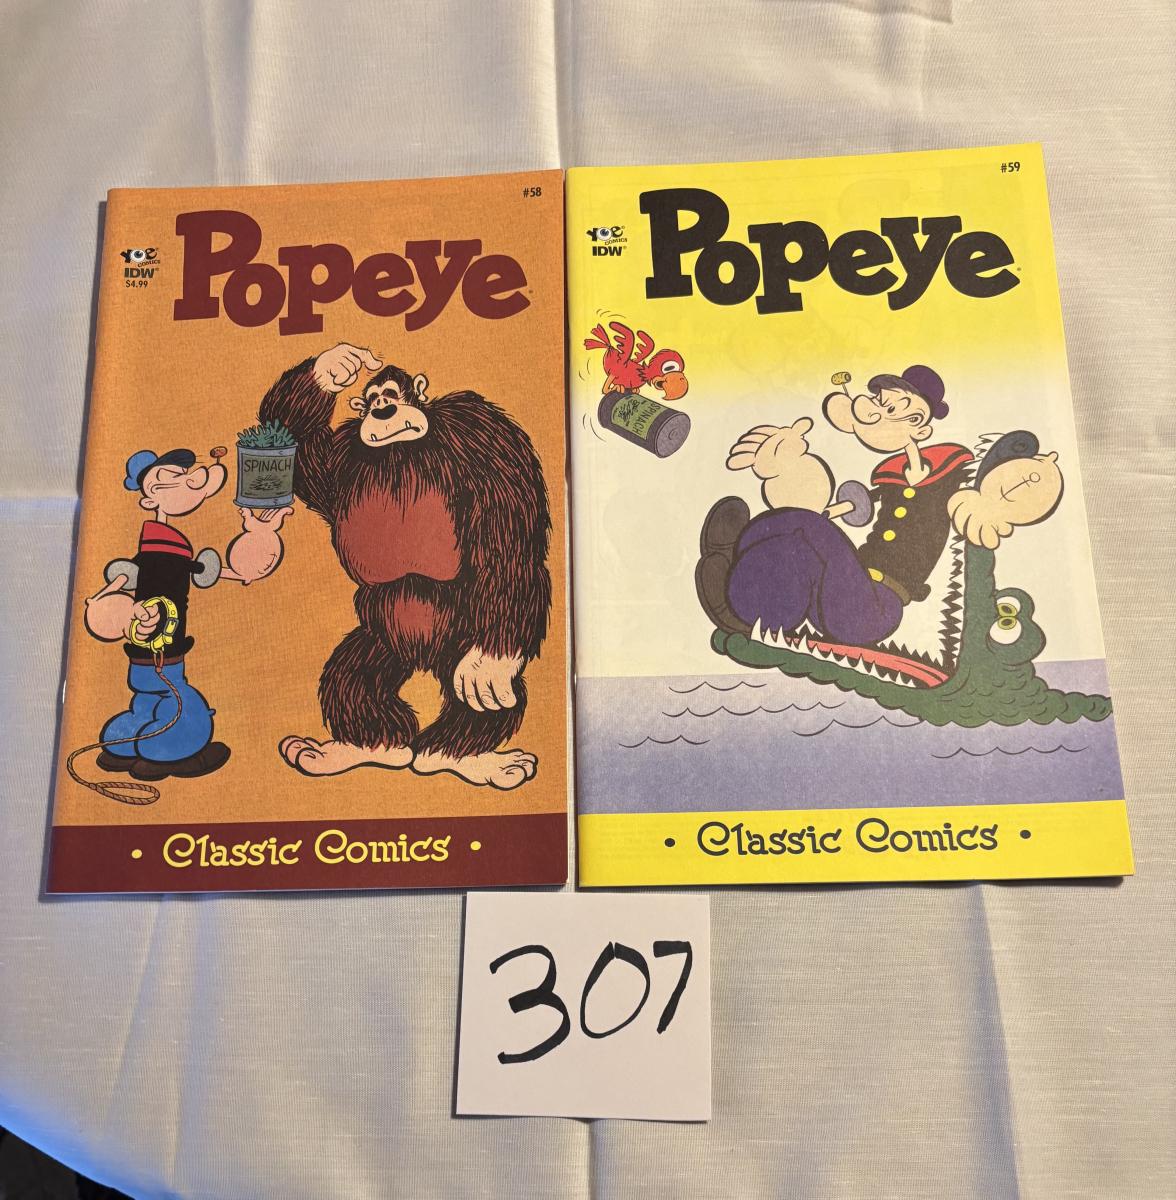 #58
YOE®
COMICS
IDW®
$4.99
Popeye®
SPINACH
• Classic Comics •
#59
YOE®
COMICS
IDW®
Popeye®
SPINACH
• Classic Comics •
307